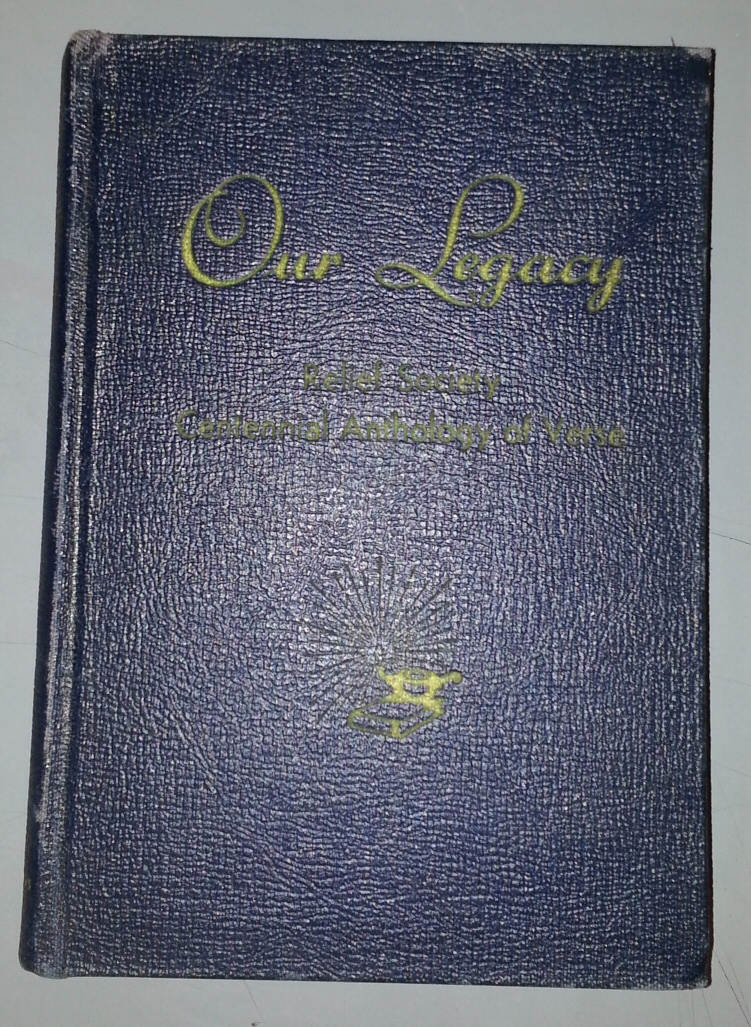 Our Legacy
Relief Society
Centennial Anthology of Verse